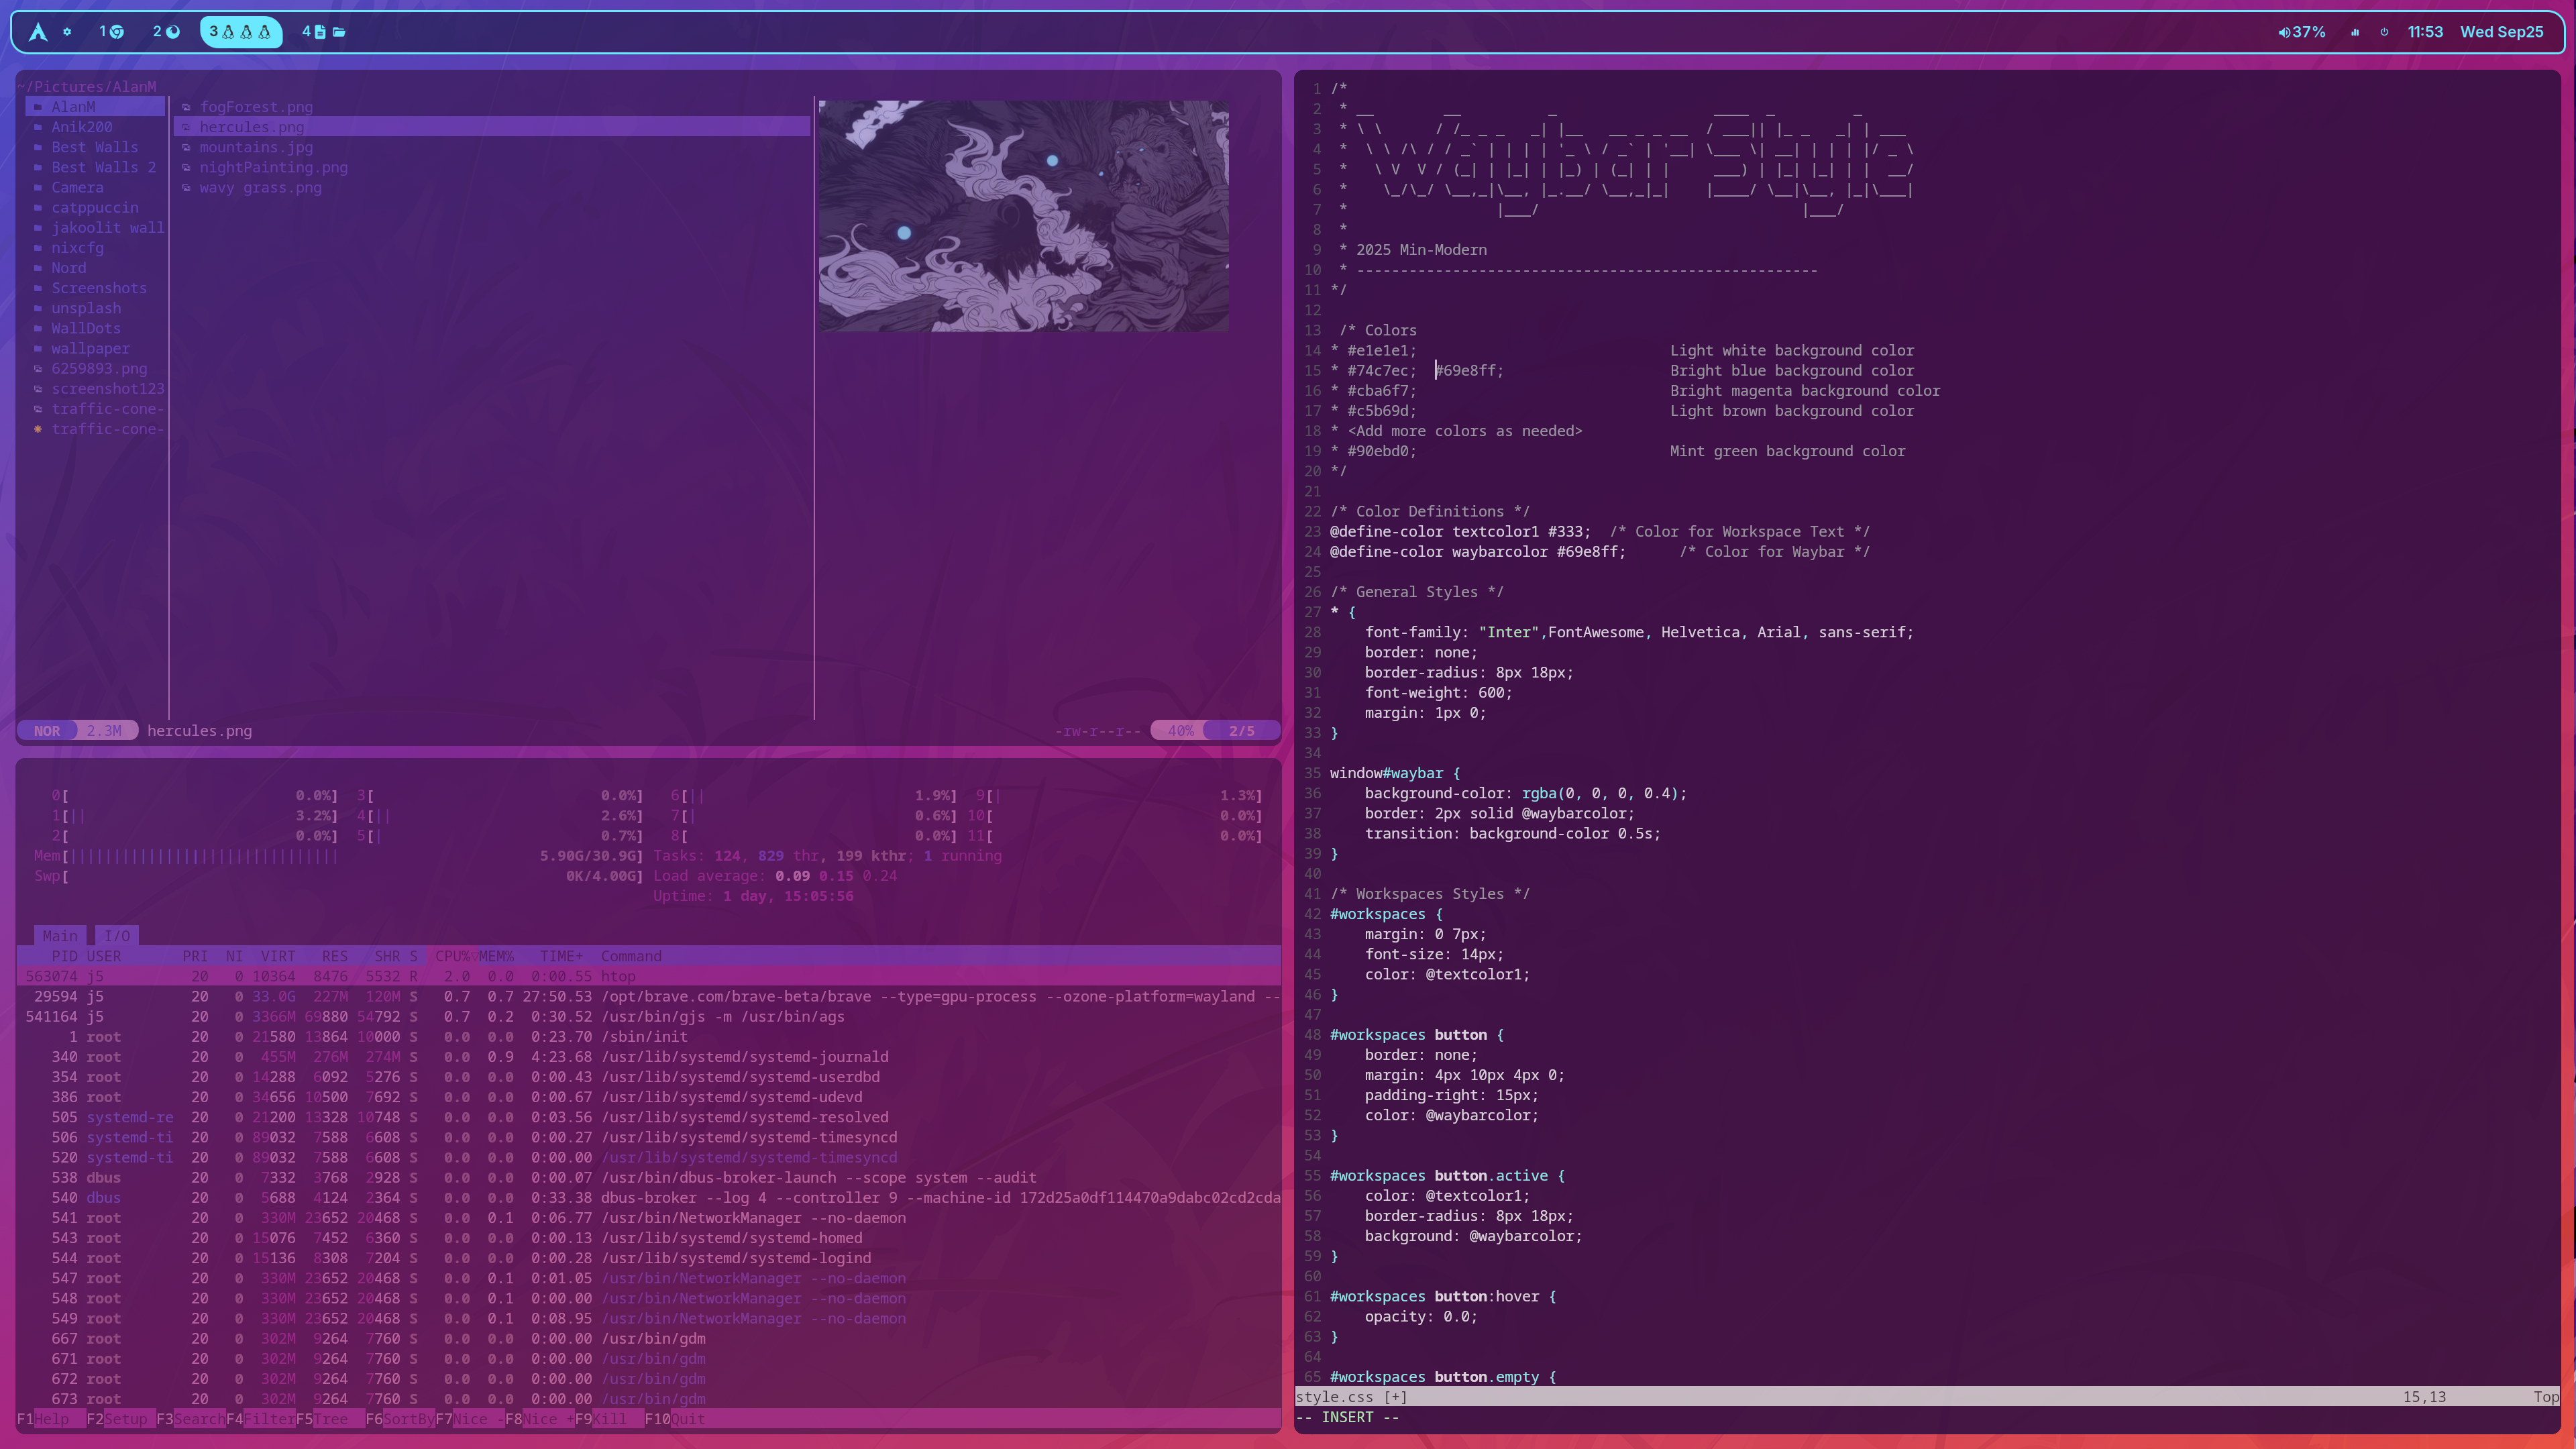 1 2 3 4 37% 11:53 Wed Sep25
~/Pictures/AlanM
AlanM
Anik200
Best Walls
Best Walls 2
Camera
catppuccin
jakoolit wall
nixcfg
Nord
Screenshots
unsplash
WallDots
wallpaper
6259893.png
screenshot123
traffic-cone-
traffic-cone-
fogForest.png
hercules.png
mountains.jpg
nightPainting.png
wavy grass.png
NOR 2.3M hercules.png -rw-r--r-- 40% 2/5
0[ 0.0%] 3[ 0.0%] 6[|| 1.9%] 9[| 1.3%]
1[|| 3.2%] 4[|| 2.6%] 7[| 0.6%] 10[ 0.0%]
2[ 0.0%] 5[| 0.7%] 8[ 0.0%] 11[ 0.0%]
Mem[||||||||||||||||||||||||||||||| 5.90G/30.9G] Tasks: 124, 829 thr, 199 kthr; 1 running
Swp[ 0K/4.00G] Load average: 0.09 0.15 0.24
Uptime: 1 day, 15:05:56
Main I/O
PID USER PRI NI VIRT RES SHR S CPU%▽MEM% TIME+ Command
563074 j5 20 0 10364 8476 5532 R 2.0 0.0 0:00.55 htop
29594 j5 20 0 33.0G 227M 120M S 0.7 0.7 27:50.53 /opt/brave.com/brave-beta/brave --type=gpu-process --ozone-platform=wayland --
541164 j5 20 0 3366M 69880 54792 S 0.7 0.2 0:30.52 /usr/bin/gjs -m /usr/bin/ags
1 root 20 0 21580 13864 10000 S 0.0 0.0 0:23.70 /sbin/init
340 root 20 0 455M 276M 274M S 0.0 0.9 4:23.68 /usr/lib/systemd/systemd-journald
354 root 20 0 14288 6092 5276 S 0.0 0.0 0:00.43 /usr/lib/systemd/systemd-userdbd
386 root 20 0 34656 10500 7692 S 0.0 0.0 0:00.67 /usr/lib/systemd/systemd-udevd
505 systemd-re 20 0 21200 13328 10748 S 0.0 0.0 0:03.56 /usr/lib/systemd/systemd-resolved
506 systemd-ti 20 0 89032 7588 6608 S 0.0 0.0 0:00.27 /usr/lib/systemd/systemd-timesyncd
520 systemd-ti 20 0 89032 7588 6608 S 0.0 0.0 0:00.00 /usr/lib/systemd/systemd-timesyncd
538 dbus 20 0 7332 3768 2928 S 0.0 0.0 0:00.07 /usr/bin/dbus-broker-launch --scope system --audit
540 dbus 20 0 5688 4124 2364 S 0.0 0.0 0:33.38 dbus-broker --log 4 --controller 9 --machine-id 172d25a0df114470a9dabc02cd2cda
541 root 20 0 330M 23652 20468 S 0.0 0.1 0:06.77 /usr/bin/NetworkManager --no-daemon
543 root 20 0 15076 7452 6360 S 0.0 0.0 0:00.13 /usr/lib/systemd/systemd-homed
544 root 20 0 15136 8308 7204 S 0.0 0.0 0:00.28 /usr/lib/systemd/systemd-logind
547 root 20 0 330M 23652 20468 S 0.0 0.1 0:01.05 /usr/bin/NetworkManager --no-daemon
548 root 20 0 330M 23652 20468 S 0.0 0.1 0:00.00 /usr/bin/NetworkManager --no-daemon
549 root 20 0 330M 23652 20468 S 0.0 0.1 0:08.95 /usr/bin/NetworkManager --no-daemon
667 root 20 0 302M 9264 7760 S 0.0 0.0 0:00.00 /usr/bin/gdm
671 root 20 0 302M 9264 7760 S 0.0 0.0 0:00.00 /usr/bin/gdm
672 root 20 0 302M 9264 7760 S 0.0 0.0 0:00.00 /usr/bin/gdm
673 root 20 0 302M 9264 7760 S 0.0 0.0 0:00.00 /usr/bin/gdm
F1Help F2Setup F3SearchF4FilterF5Tree F6SortByF7Nice -F8Nice +F9Kill F10Quit
1 /*
2 * __ __ _ ____ _ _
3 * \ \ / /_ _ _ _| |__ __ _ _ __ / ___|| |_ _ _| | ___
4 * \ \ /\ / / _` | | | | '_ \ / _` | '__| \___ \| __| | | | |/ _ \
5 * \ V V / (_| | |_| | |_) | (_| | | ___) | |_| |_| | | __/
6 * \_/\_/ \__,_|\__, |_.__/ \__,_|_| |____/ \__|\__, |_|\___|
7 * |___/ |___/
8 *
9 * 2025 Min-Modern
10 * -----------------------------------------------------
11 */
12
13 /* Colors
14 * #e1e1e1; Light white background color
15 * #74c7ec; #69e8ff; Bright blue background color
16 * #cba6f7; Bright magenta background color
17 * #c5b69d; Light brown background color
18 * <Add more colors as needed>
19 * #90ebd0; Mint green background color
20 */
21
22 /* Color Definitions */
23 @define-color textcolor1 #333; /* Color for Workspace Text */
24 @define-color waybarcolor #69e8ff; /* Color for Waybar */
25
26 /* General Styles */
27 * {
28 font-family: "Inter",FontAwesome, Helvetica, Arial, sans-serif;
29 border: none;
30 border-radius: 8px 18px;
31 font-weight: 600;
32 margin: 1px 0;
33 }
34
35 window#waybar {
36 background-color: rgba(0, 0, 0, 0.4);
37 border: 2px solid @waybarcolor;
38 transition: background-color 0.5s;
39 }
40
41 /* Workspaces Styles */
42 #workspaces {
43 margin: 0 7px;
44 font-size: 14px;
45 color: @textcolor1;
46 }
47
48 #workspaces button {
49 border: none;
50 margin: 4px 10px 4px 0;
51 padding-right: 15px;
52 color: @waybarcolor;
53 }
54
55 #workspaces button.active {
56 color: @textcolor1;
57 border-radius: 8px 18px;
58 background: @waybarcolor;
59 }
60
61 #workspaces button:hover {
62 opacity: 0.0;
63 }
64
65 #workspaces button.empty {
style.css [+] 15,13 Top
-- INSERT --